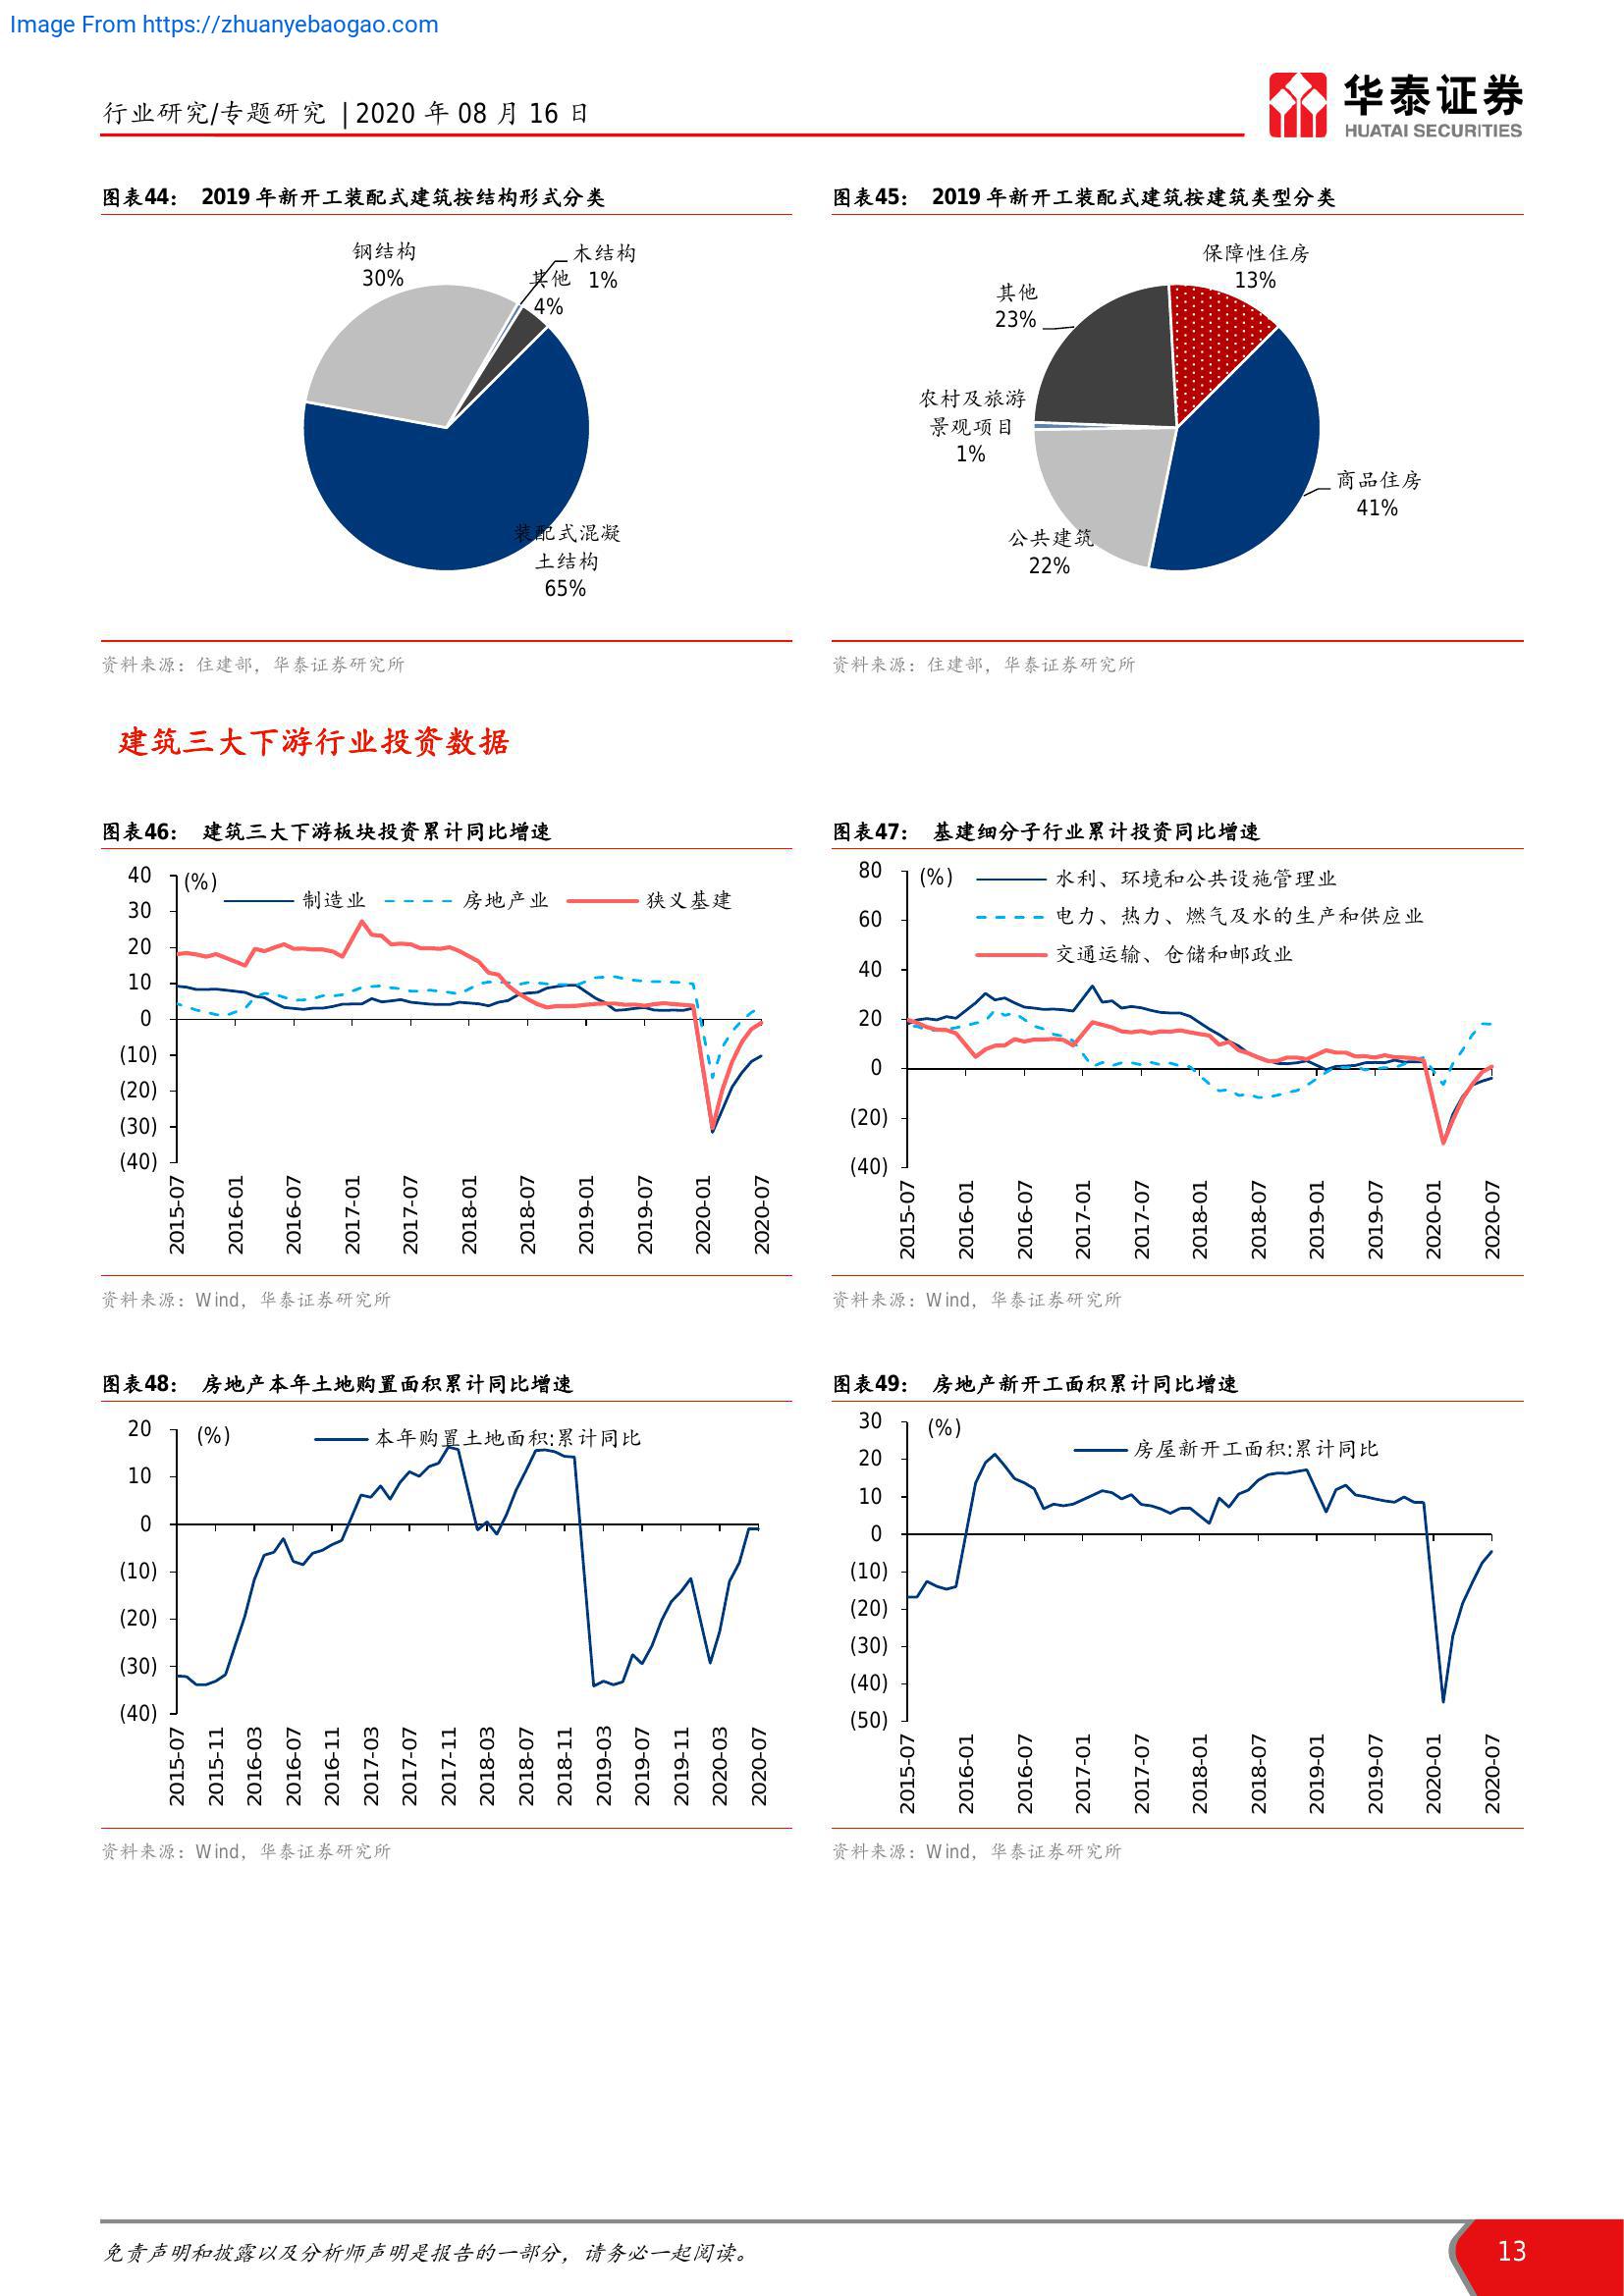 Image From https://zhuanyebaogao.com
行业研究/专题研究 | 2020 年 08 月 16 日
华泰证券
HUATAI SECURITIES
图表44： 2019 年新开工装配式建筑按结构形式分类
钢结构
30%
木结构
1%
其他
4%
装配式混凝
土结构
65%
资料来源：住建部，华泰证券研究所
图表45： 2019 年新开工装配式建筑按建筑类型分类
保障性住房
13%
其他
23%
农村及旅游
景观项目
1%
商品住房
41%
公共建筑
22%
资料来源：住建部，华泰证券研究所
建筑三大下游行业投资数据
图表46： 建筑三大下游板块投资累计同比增速
(%)
制造业 房地产业 狭义基建
40
30
20
10
0
(10)
(20)
(30)
(40)
2015-07 2016-01 2016-07 2017-01 2017-07 2018-01 2018-07 2019-01 2019-07 2020-01 2020-07
资料来源：Wind，华泰证券研究所
图表47： 基建细分子行业累计投资同比增速
(%)
水利、环境和公共设施管理业
电力、热力、燃气及水的生产和供应业
交通运输、仓储和邮政业
80
60
40
20
0
(20)
(40)
2015-07 2016-01 2016-07 2017-01 2017-07 2018-01 2018-07 2019-01 2019-07 2020-01 2020-07
资料来源：Wind，华泰证券研究所
图表48： 房地产本年土地购置面积累计同比增速
(%)
本年购置土地面积:累计同比
20
10
0
(10)
(20)
(30)
(40)
2015-07 2015-11 2016-03 2016-07 2016-11 2017-03 2017-07 2017-11 2018-03 2018-07 2018-11 2019-03 2019-07 2019-11 2020-03 2020-07
资料来源：Wind，华泰证券研究所
图表49： 房地产新开工面积累计同比增速
(%)
房屋新开工面积:累计同比
30
20
10
0
(10)
(20)
(30)
(40)
(50)
2015-07 2016-01 2016-07 2017-01 2017-07 2018-01 2018-07 2019-01 2019-07 2020-01 2020-07
资料来源：Wind，华泰证券研究所
免责声明和披露以及分析师声明是报告的一部分，请务必一起阅读。
13